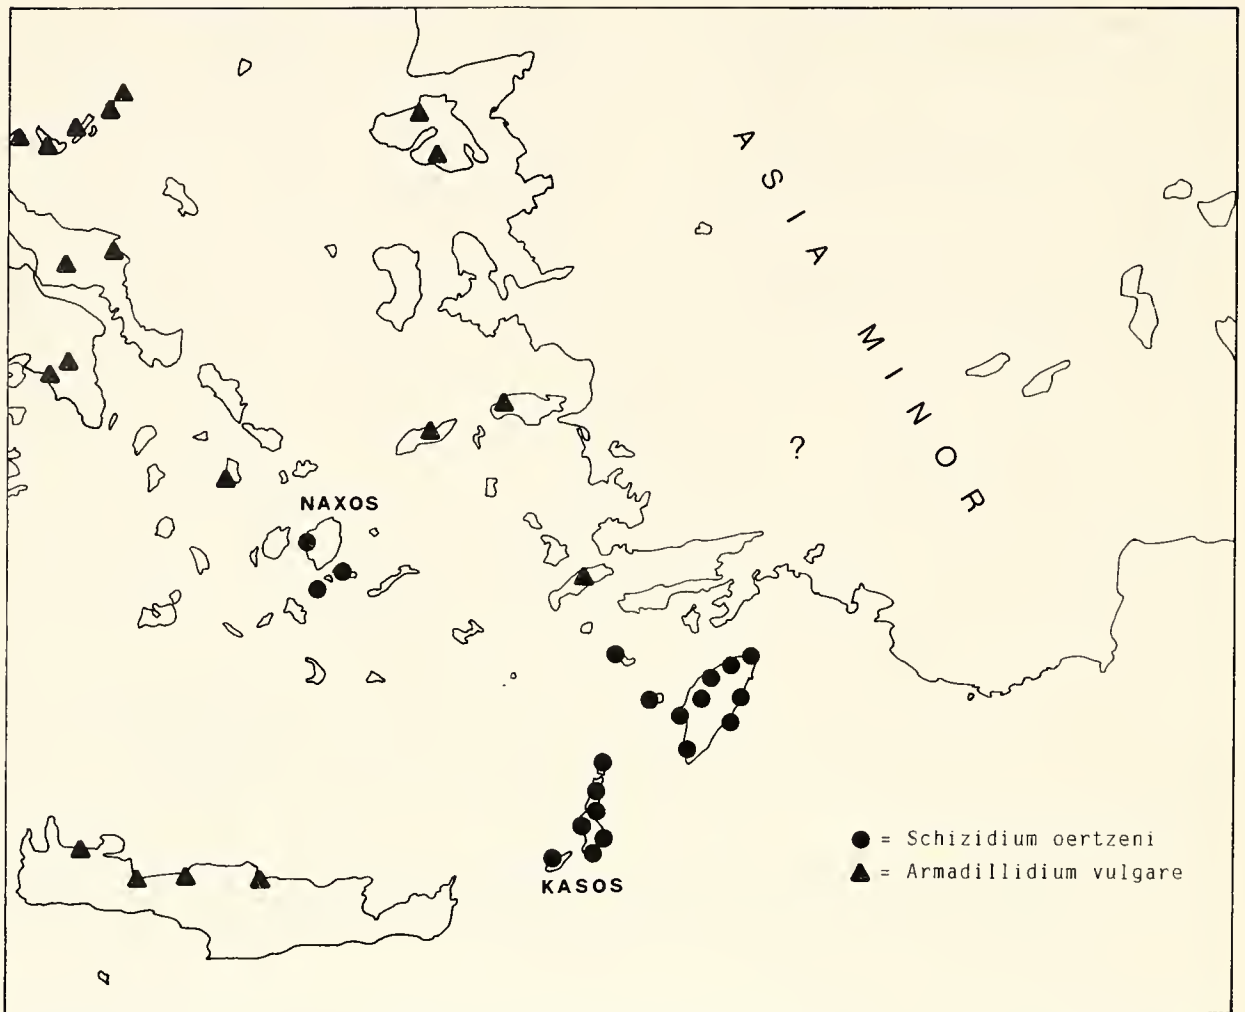 ASIA MINOR
?
NAXOS
● = Schizidium oertzeni
▲ = Armadillidium vulgare
KASOS